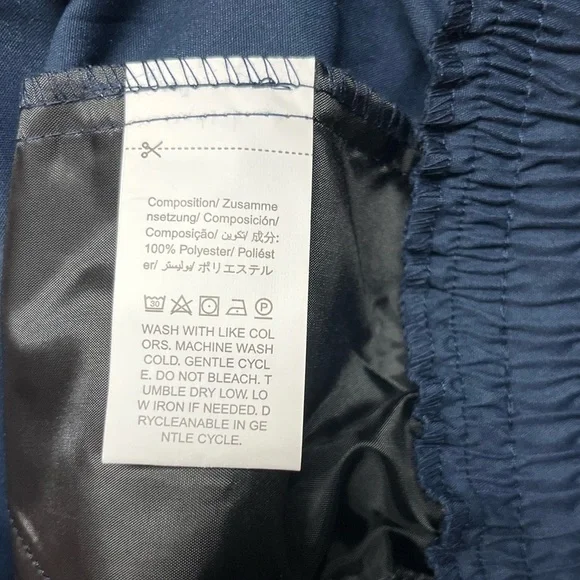 Composition/ Zusamme
nsetzung/ Composición/
Composição/ تكوين/ 成分:
100% Polyester/ Poliést
er/ بوليستر/ ポリエステル
30 P
WASH WITH LIKE COL
ORS. MACHINE WASH
COLD. GENTLE CYCL
E. DO NOT BLEACH. T
UMBLE DRY LOW. LO
W IRON IF NEEDED. D
RYCLEANABLE IN GE
NTLE CYCLE.